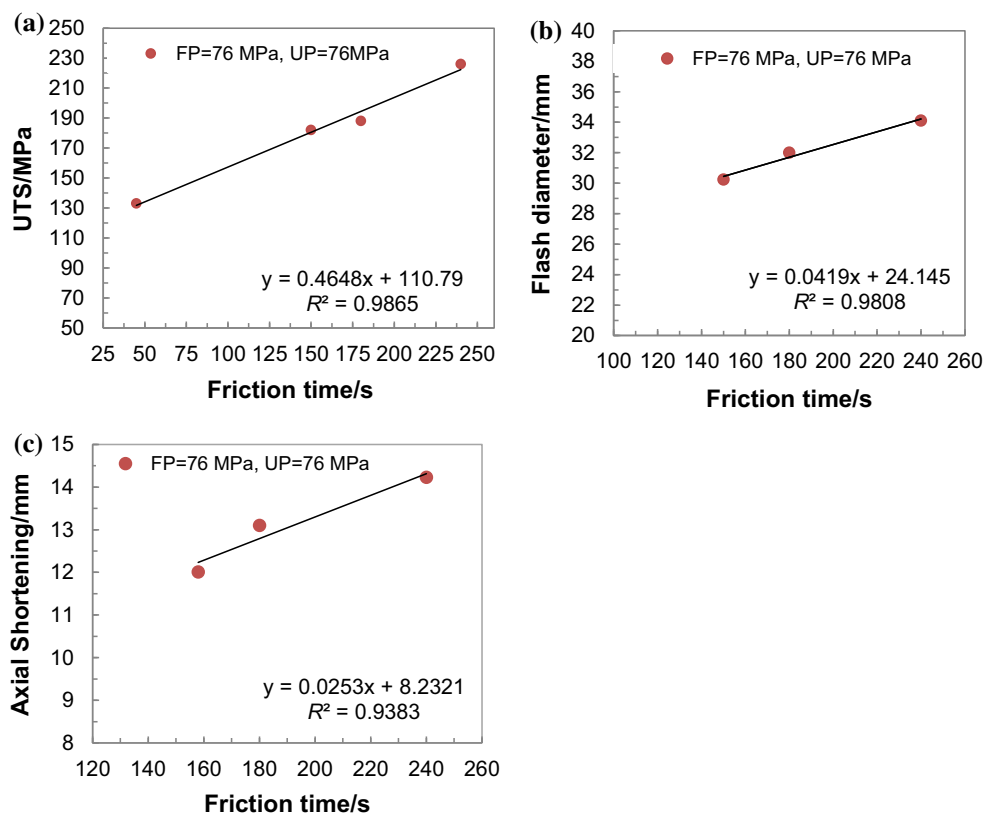 (a)
250
230
210
190
170
150
130
110
90
70
50
UTS/MPa
FP=76 MPa, UP=76MPa
y = 0.4648x + 110.79
R² = 0.9865
25 50 75 100 125 150 175 200 225 250
Friction time/s
(b)
40
38
36
34
32
30
28
26
24
22
20
Flash diameter/mm
FP=76 MPa, UP=76 MPa
y = 0.0419x + 24.145
R² = 0.9808
100 120 140 160 180 200 220 240 260
Friction time/s
(c)
15
14
13
12
11
10
9
8
Axial Shortening/mm
FP=76 MPa, UP=76 MPa
y = 0.0253x + 8.2321
R² = 0.9383
120 140 160 180 200 220 240 260
Friction time/s